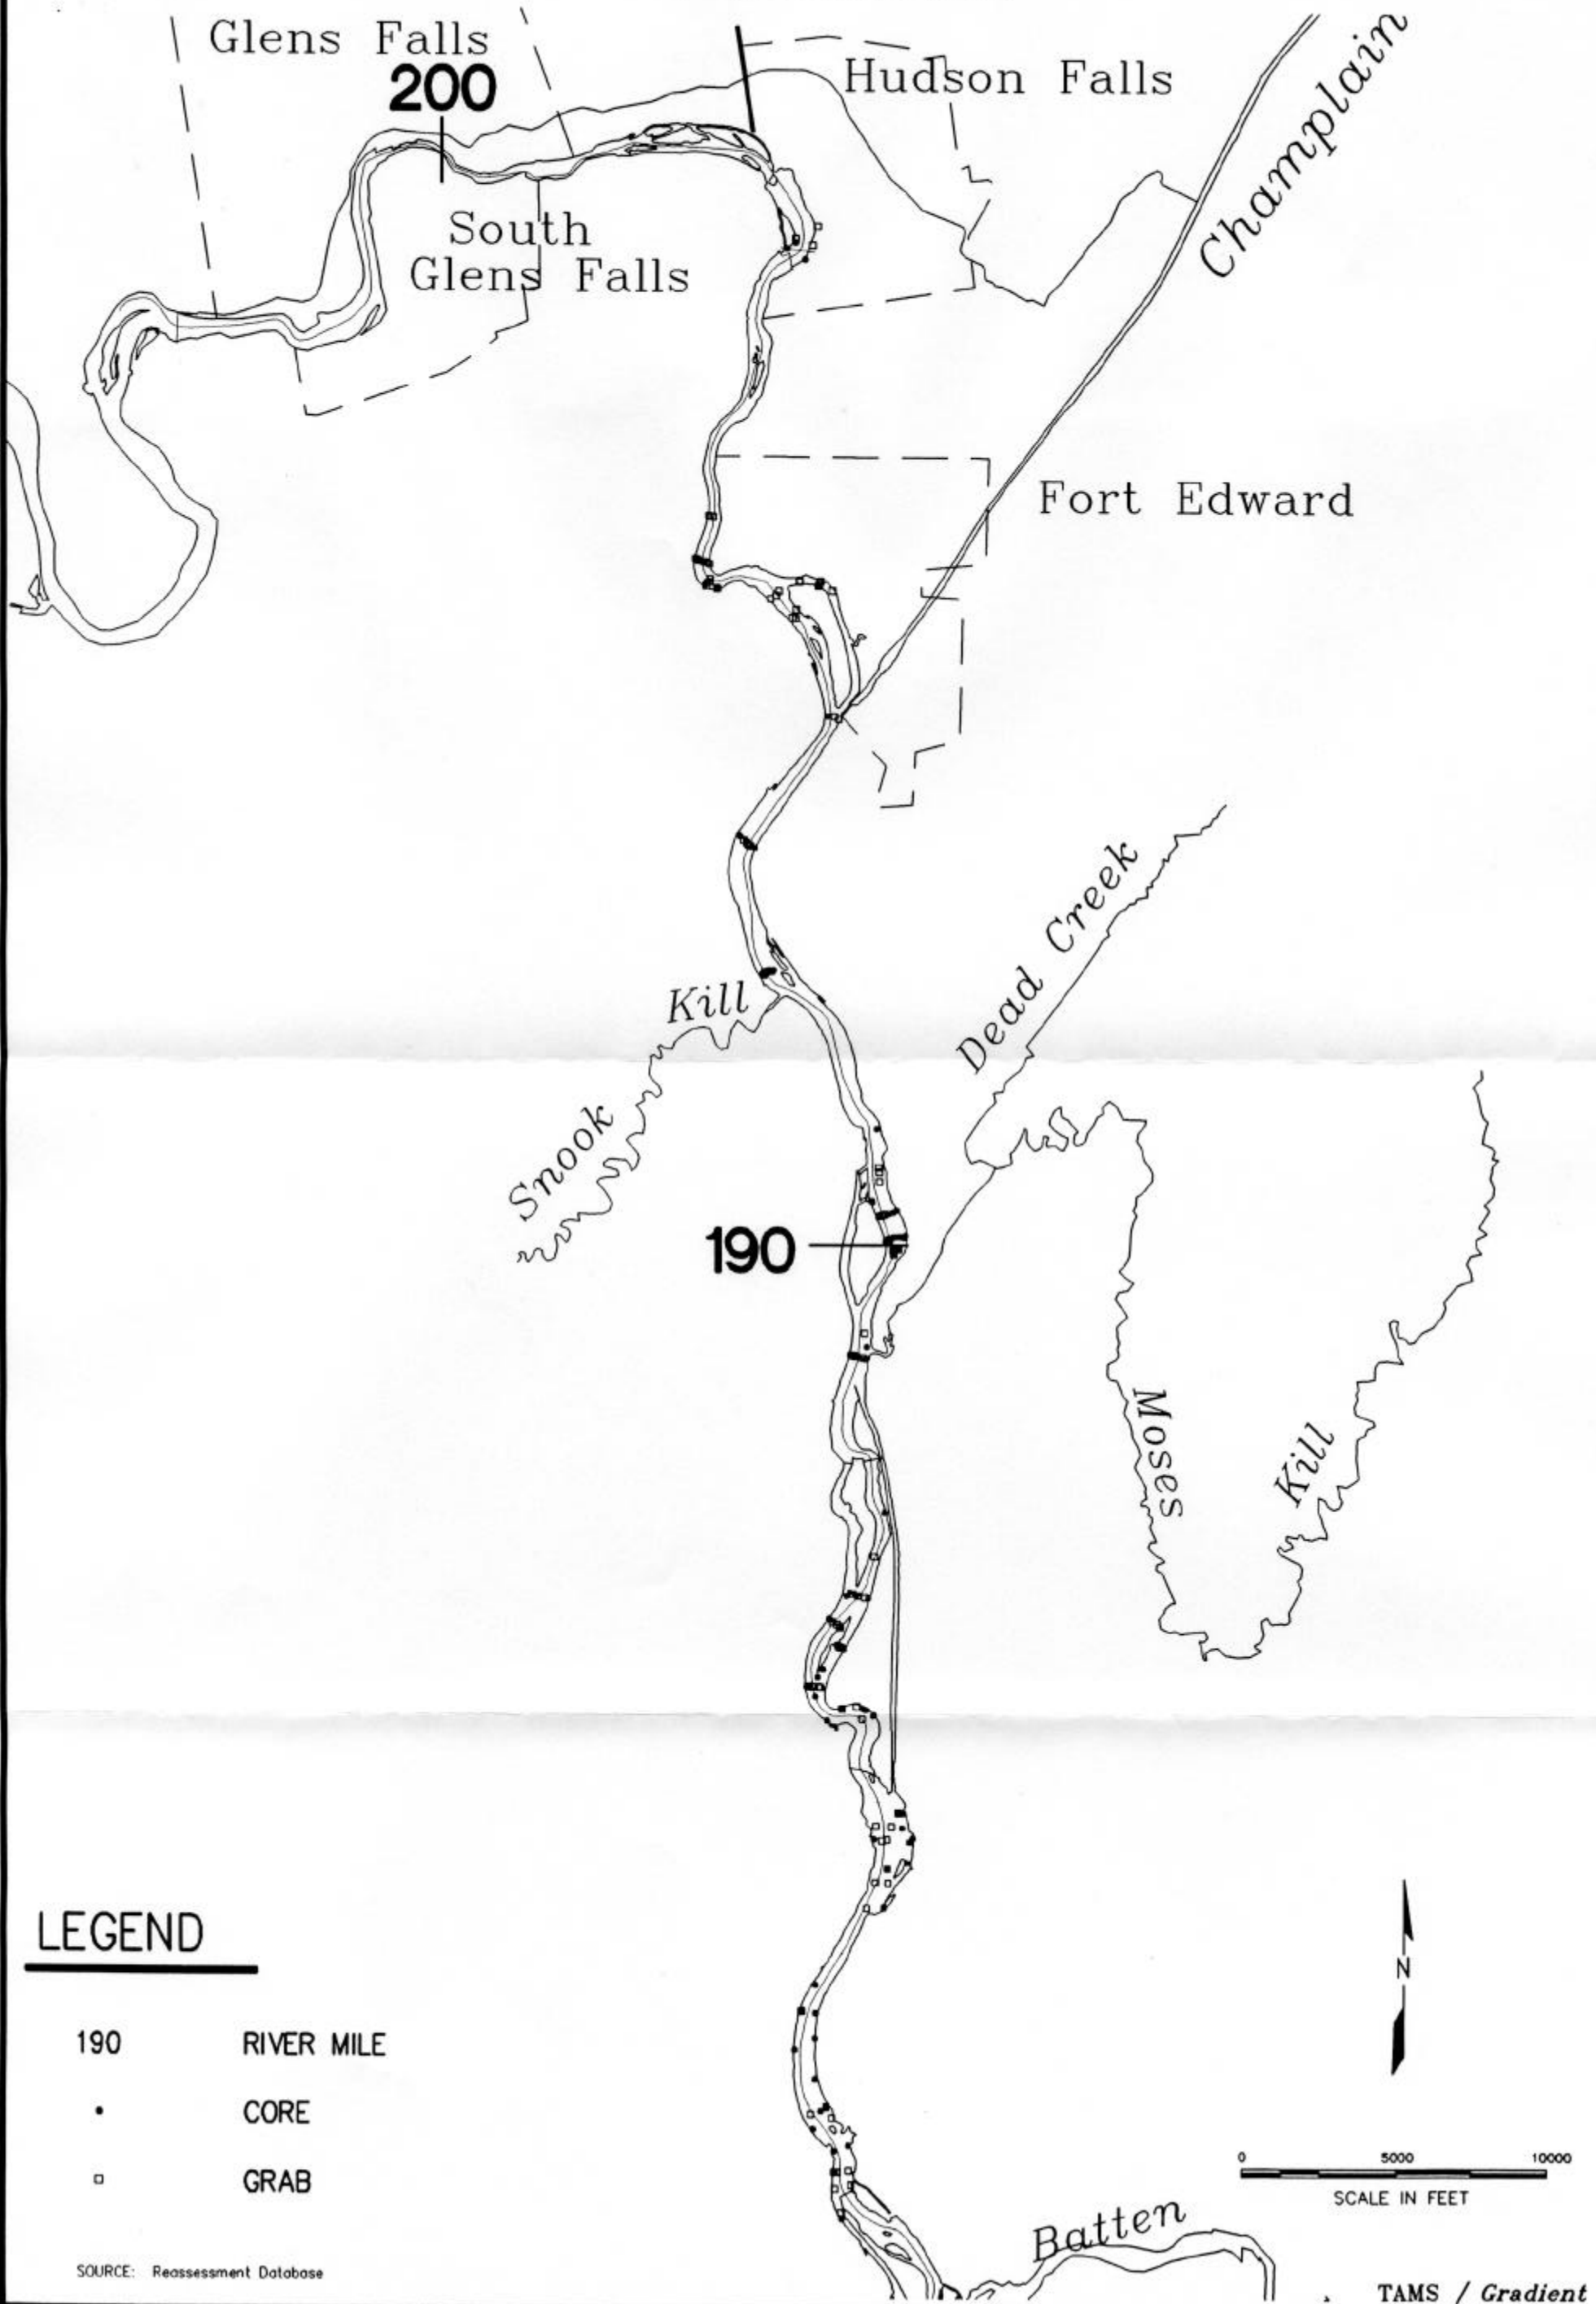 Glens Falls
200
Hudson Falls
Champlain
South
Glens Falls
Fort Edward
Dead Creek
Kill
Snook
190
Moses
Kill
LEGEND
190 RIVER MILE
CORE
GRAB
SOURCE: Reassessment Database
N
0 5000 10000
SCALE IN FEET
Batten
TAMS / Gradient